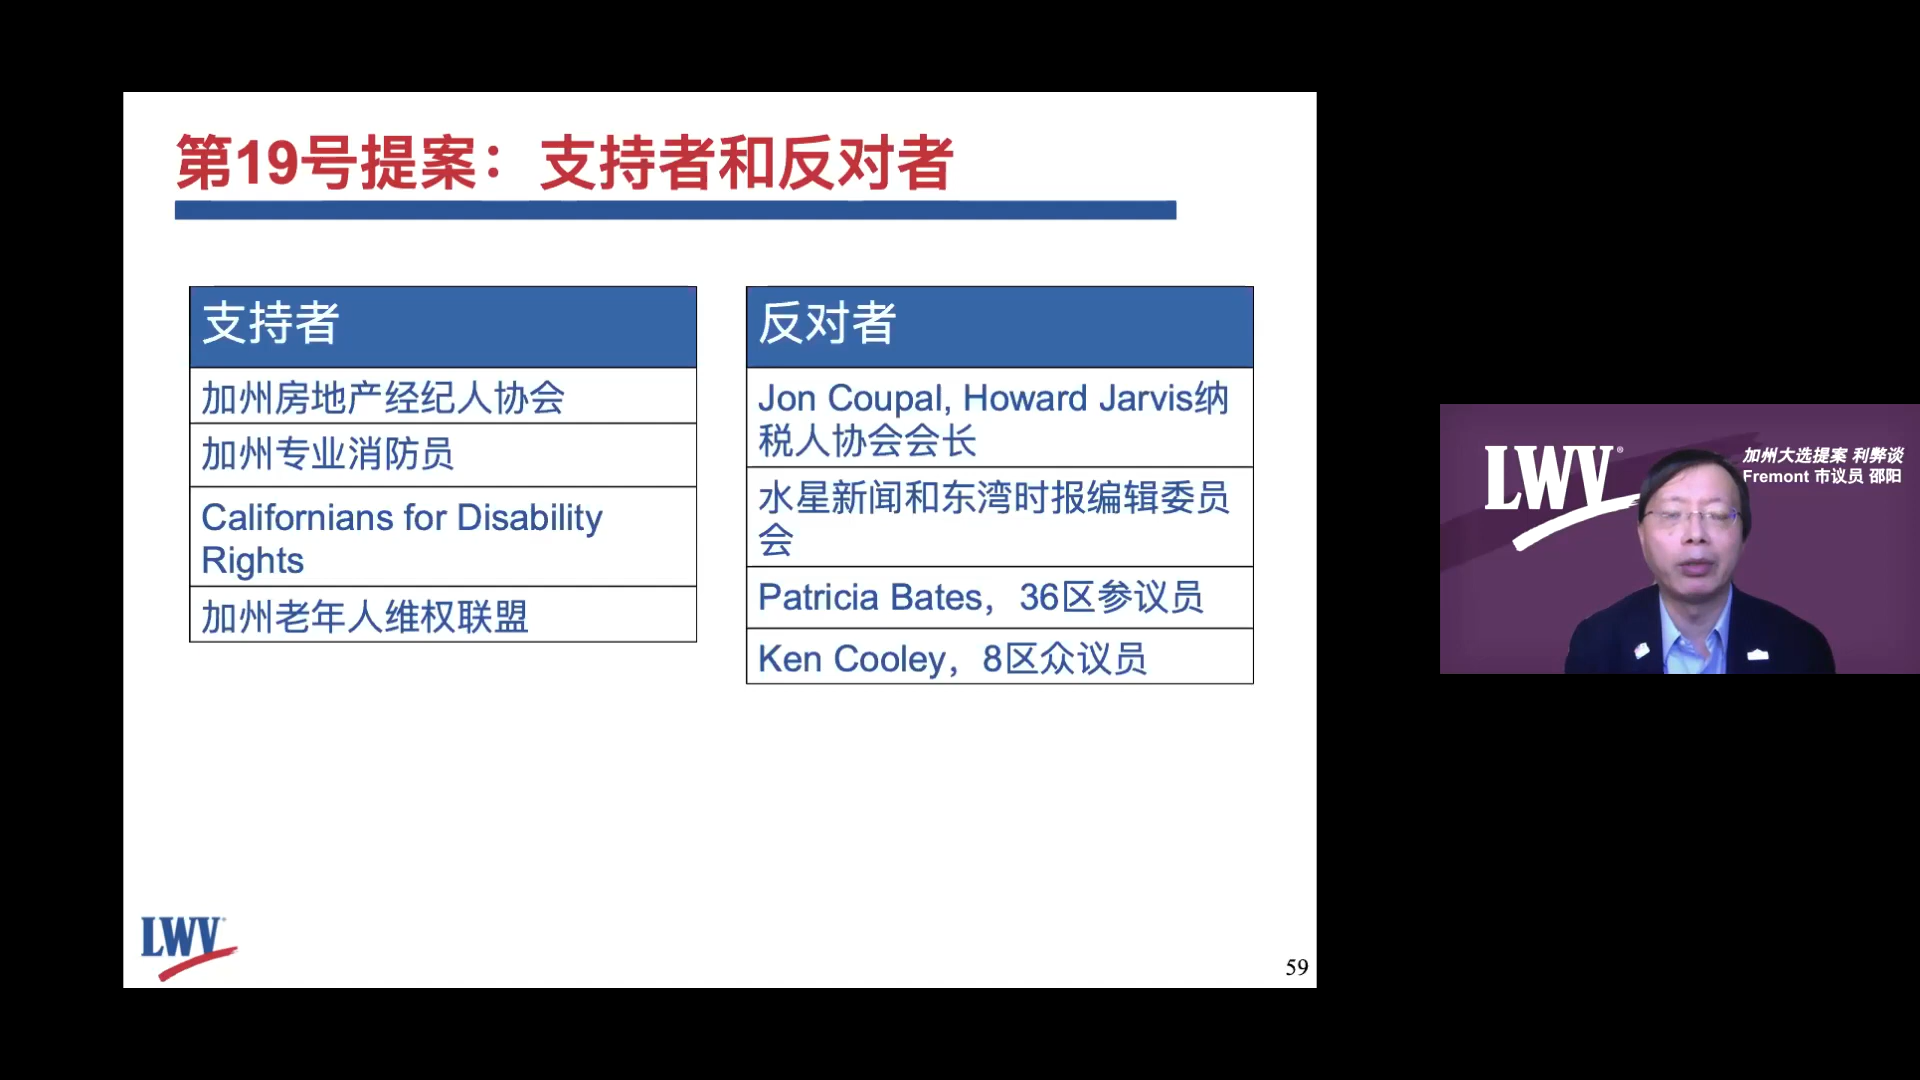 第19号提案：支持者和反对者
支持者
加州房地产经纪人协会
加州专业消防员
Californians for Disability
Rights
加州老年人维权联盟
反对者
Jon Coupal, Howard Jarvis纳
税人协会会长
水星新闻和东湾时报编辑委员
会
Patricia Bates，36区参议员
Ken Cooley，8区众议员
LWV®
59
LWV®
加州大选提案 利弊谈
Fremont 市议员 邵阳